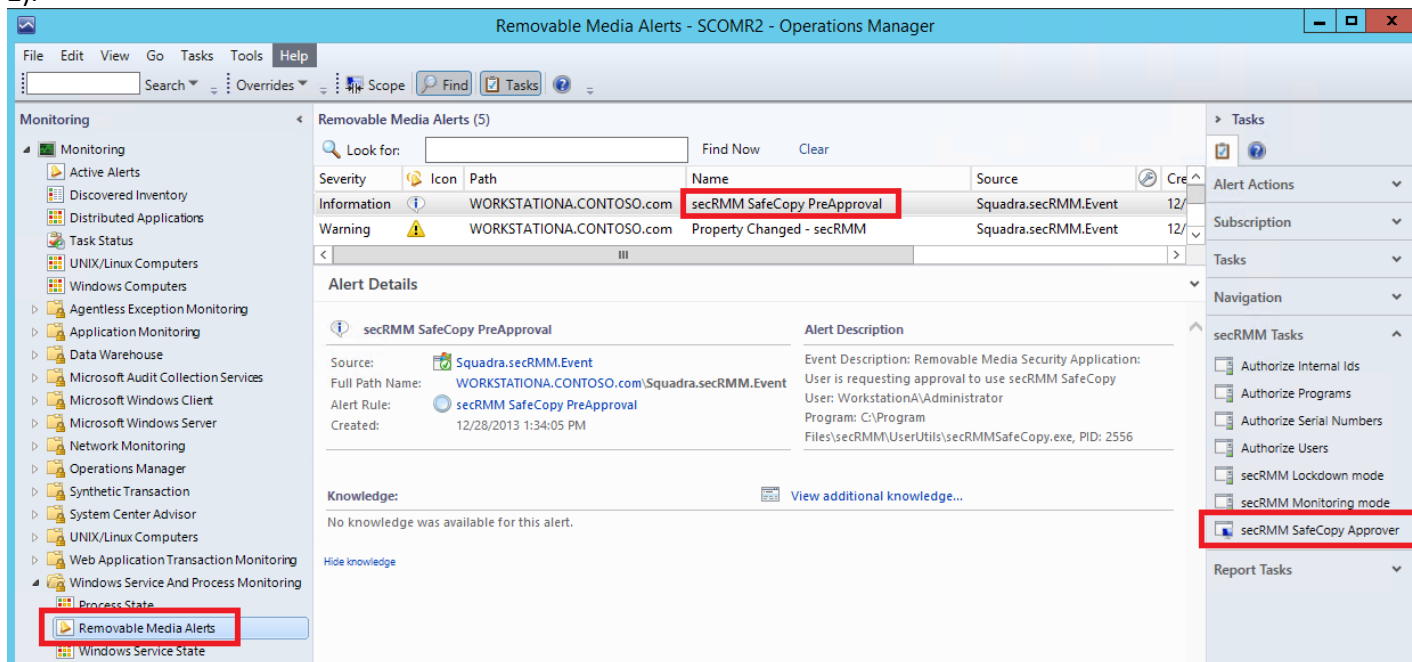 Removable Media Alerts - SCOMR2 - Operations Manager
File Edit View Go Tasks Tools Help
Search Overrides Scope Find Tasks
Monitoring
Monitoring
Active Alerts
Discovered Inventory
Distributed Applications
Task Status
UNIX/Linux Computers
Windows Computers
Agentless Exception Monitoring
Application Monitoring
Data Warehouse
Microsoft Audit Collection Services
Microsoft Windows Client
Microsoft Windows Server
Network Monitoring
Operations Manager
Synthetic Transaction
System Center Advisor
UNIX/Linux Computers
Web Application Transaction Monitoring
Windows Service And Process Monitoring
Process State
Removable Media Alerts
Windows Service State
Removable Media Alerts (5)
Look for: Find Now Clear
Severity Icon Path Name Source Cre
Information WORKSTATIONA.CONTOSO.com secRMM SafeCopy PreApproval Squadra.secRMM.Event 12/
Warning WORKSTATIONA.CONTOSO.com Property Changed - secRMM Squadra.secRMM.Event 12/
Alert Details
secRMM SafeCopy PreApproval
Source: Squadra.secRMM.Event
Full Path Name: WORKSTATIONA.CONTOSO.com\Squadra.secRMM.Event
Alert Rule: secRMM SafeCopy PreApproval
Created: 12/28/2013 1:34:05 PM
Alert Description
Event Description: Removable Media Security Application:
User is requesting approval to use secRMM SafeCopy
User: WorkstationA\Administrator
Program: C:\Program
Files\secRMM\UserUtils\secRMMSafeCopy.exe, PID: 2556
Knowledge: View additional knowledge...
No knowledge was available for this alert.
Hide knowledge
Tasks
Alert Actions
Subscription
Tasks
Navigation
secRMM Tasks
Authorize Internal Ids
Authorize Programs
Authorize Serial Numbers
Authorize Users
secRMM Lockdown mode
secRMM Monitoring mode
secRMM SafeCopy Approver
Report Tasks